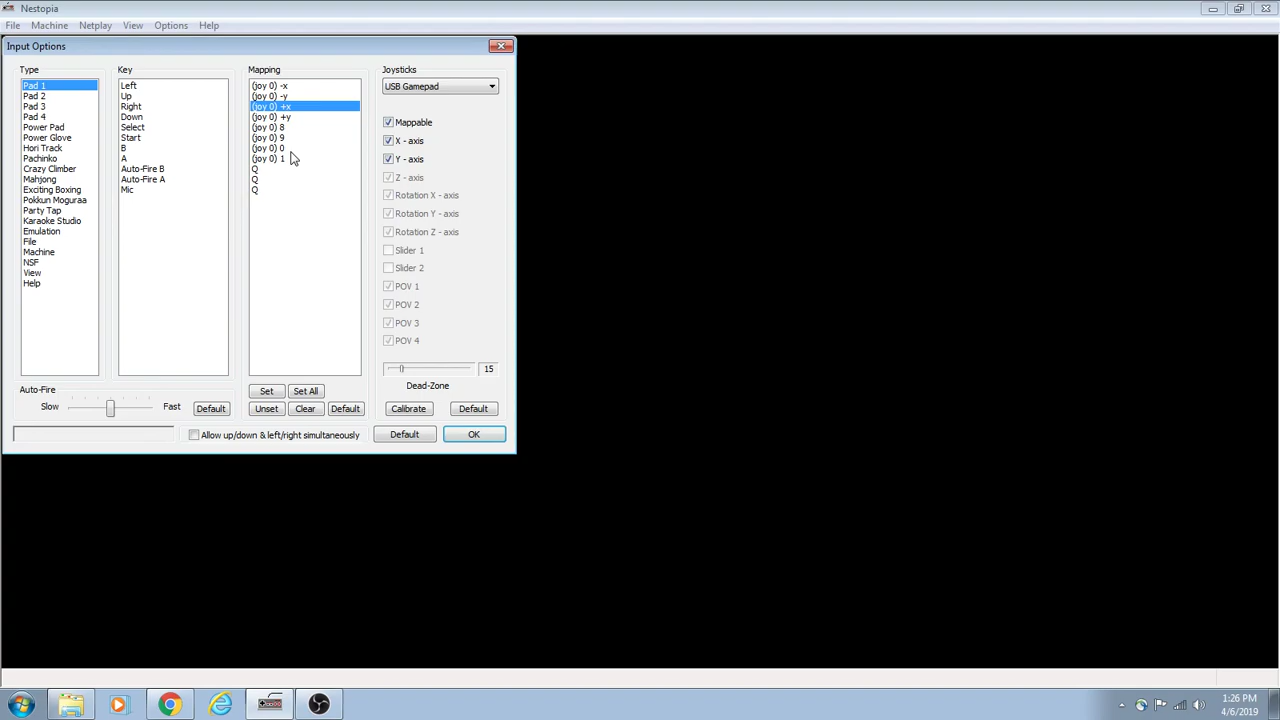 Nestopia
File Machine Netplay View Options Help
Input Options
Type Key Mapping Joysticks
Pad 1 Left (joy 0) -x USB Gamepad
Pad 2 Up (joy 0) -y
Pad 3 Right (joy 0) +x
Pad 4 Down (joy 0) +y Mappable
Power Pad Select (joy 0) 8
Power Glove Start (joy 0) 9 X - axis
Hori Track B (joy 0) 0
Pachinko A (joy 0) 1 Y - axis
Crazy Climber Auto-Fire B Q
Mahjong Auto-Fire A Q Z - axis
Exciting Boxing Mic Q
Pokkun Moguraa Rotation X - axis
Party Tap Rotation Y - axis
Karaoke Studio
Emulation Rotation Z - axis
File
Machine Slider 1
NSF Slider 2
View
Help POV 1
POV 2
POV 3
POV 4
15
Dead-Zone
Auto-Fire Set Set All
Slow Fast Default Unset Clear Default Calibrate Default
Allow up/down & left/right simultaneously Default OK
1:26 PM
4/6/2019